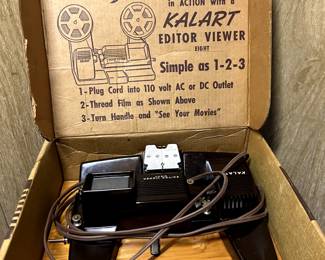 in ACTION with a
KALART
EDITOR VIEWER
EIGHT
Simple as 1-2-3
1-Plug Cord into 110 volt AC or DC Outlet
2-Thread Film as Shown Above
3-Turn Handle and "See Your Movies"
KALART